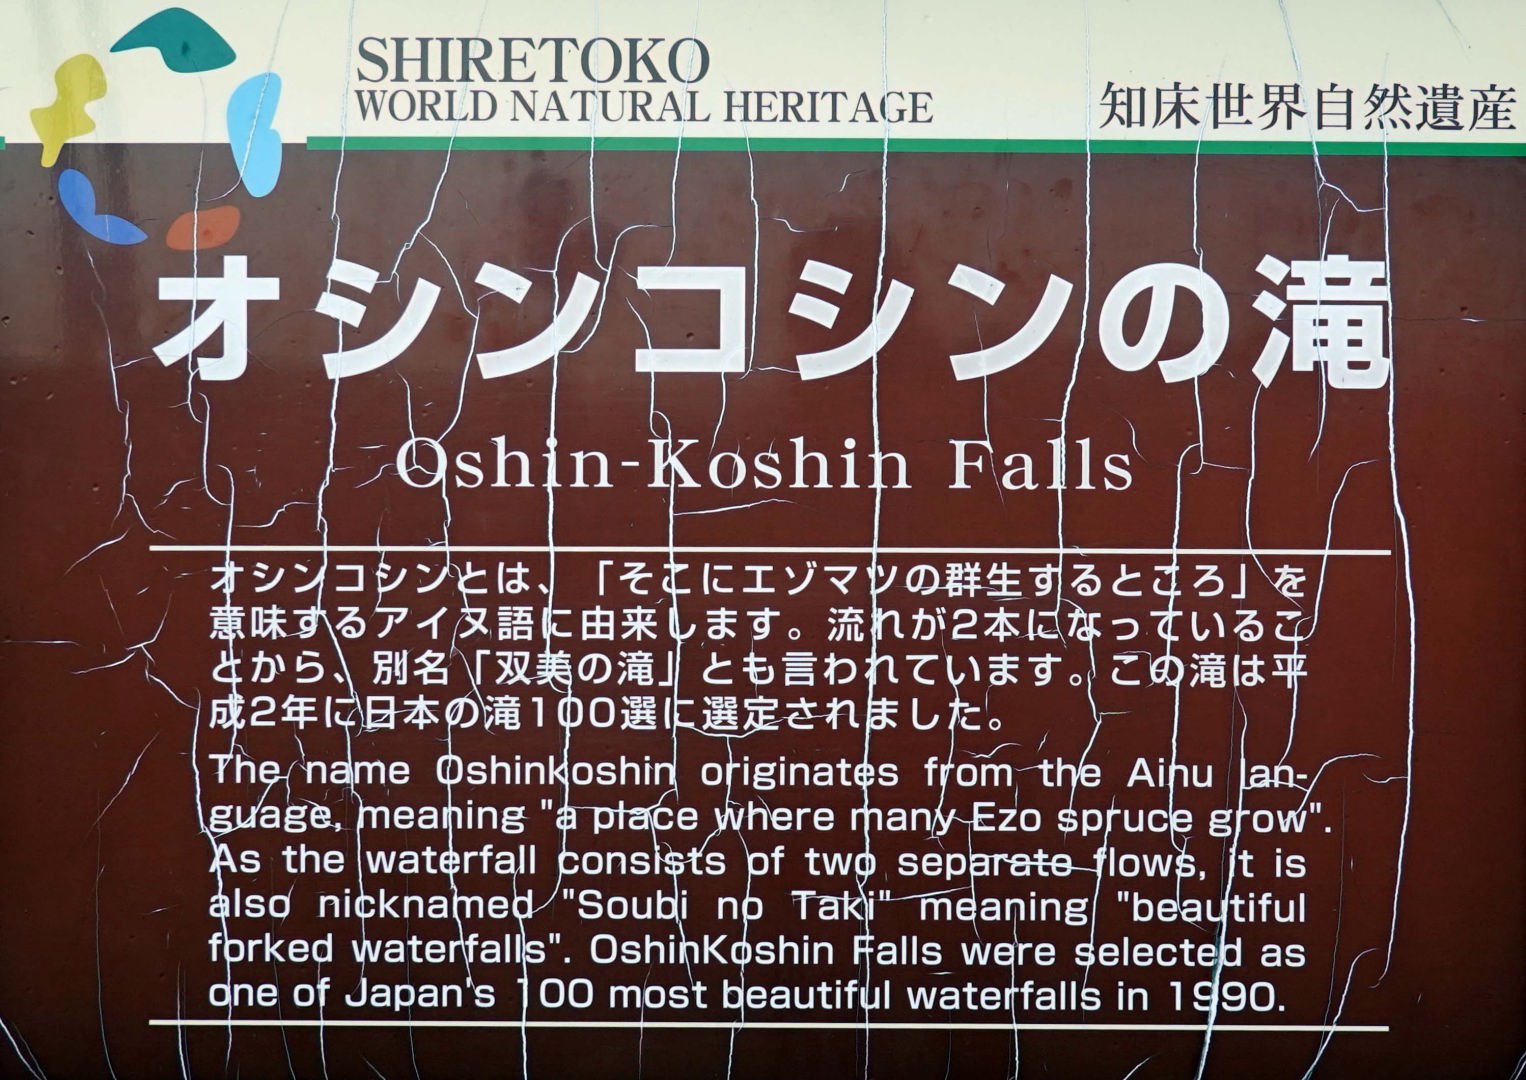 SHIRETOKO
WORLD NATURAL HERITAGE
知床世界自然遺産
オシンコシンの滝
Oshin-Koshin Falls
オシンコシンとは、「そこにエゾマツの群生するところ」を
意味するアイヌ語に由来します。流れが2本になっているこ
とから、別名「双美の滝」とも言われています。この滝は平
成2年に日本の滝100選に選定されました。
The name Oshinkoshin originates from the Ainu lan-
guage, meaning "a place where many Ezo spruce grow".
As the waterfall consists of two separate flows, it is
also nicknamed "Soubi no Taki" meaning "beautiful
forked waterfalls". OshinKoshin Falls were selected as
one of Japan's 100 most beautiful waterfalls in 1990.